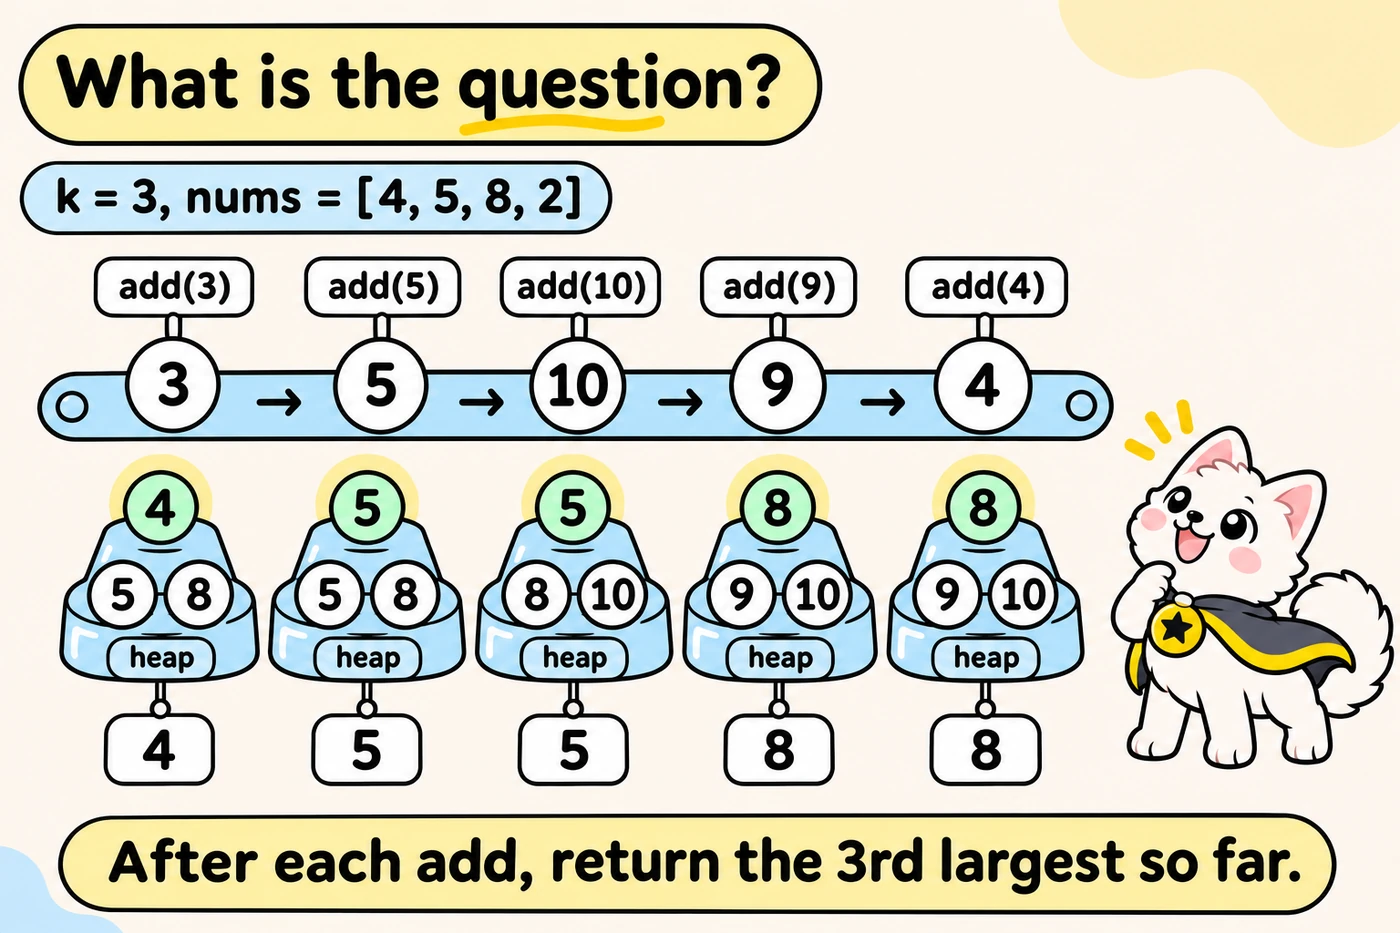 What is the question?
k = 3, nums = [4, 5, 8, 2]
add(3) add(5) add(10) add(9) add(4)
3 → 5 → 10 → 9 → 4
4 5 5 8 8
5 8 5 8 8 10 9 10 9 10
heap heap heap heap heap
4 5 5 8 8
After each add, return the 3rd largest so far.